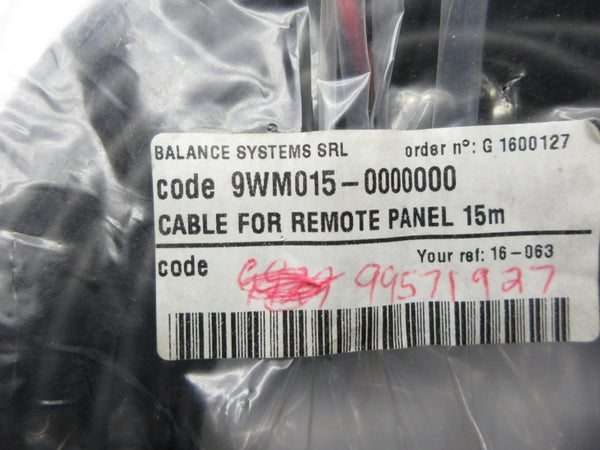 BALANCE SYSTEMS SRL order n°: G 1600127
code 9WM015-0000000
CABLE FOR REMOTE PANEL 15m
Your ref: 16-063
code 99571927